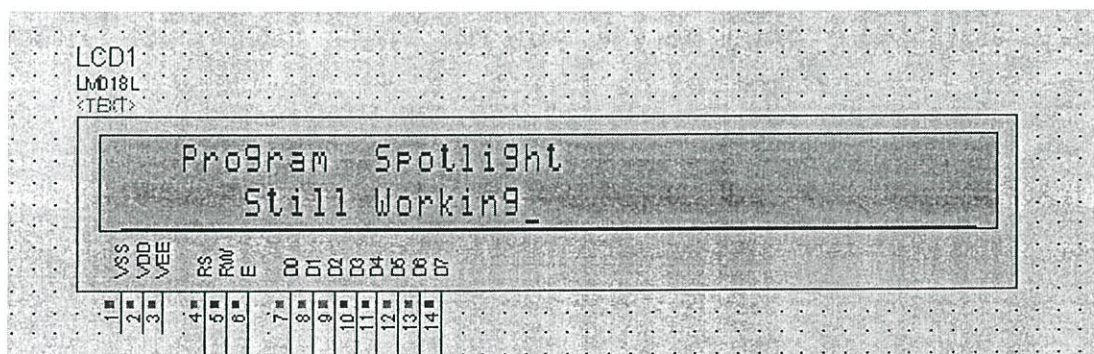 LCD1
LMD18L
<TEXT>
Program Spotlight
Still Working_
VSS VDD VEE RS RW E D0 D1 D2 D3 D4 D5 D6 D7
1 2 3 4 5 6 7 8 9 10 11 12 13 14